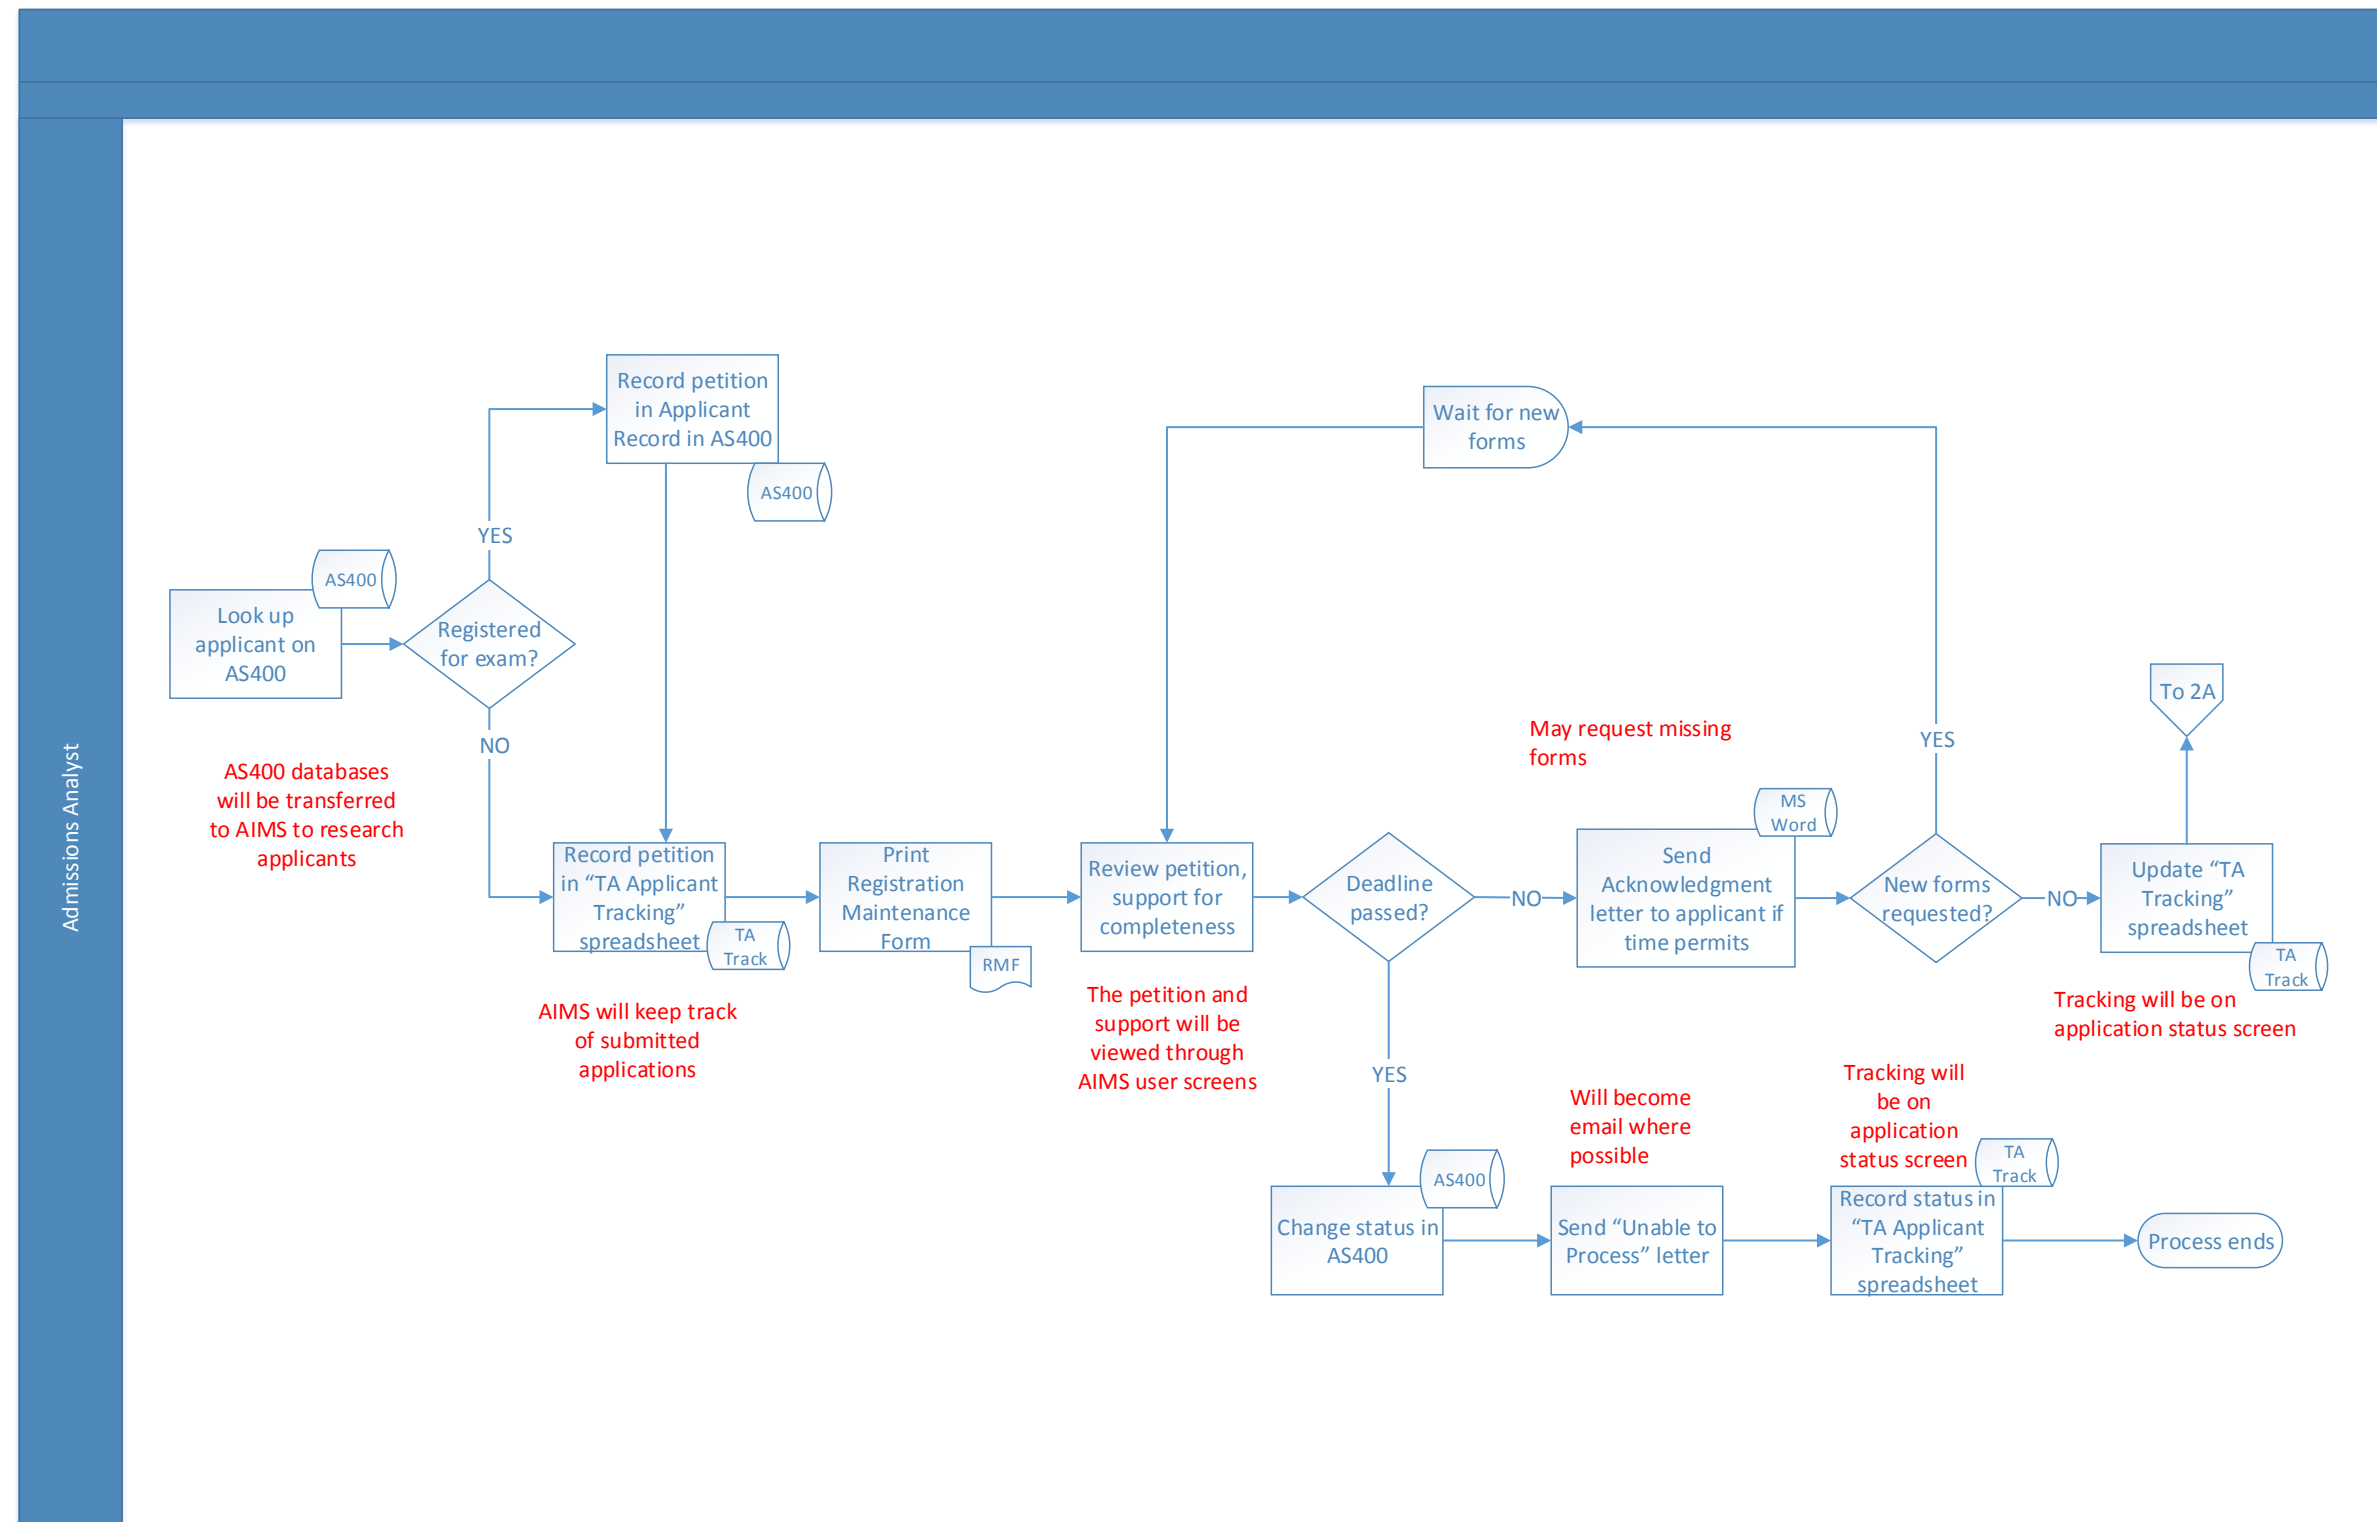 Admissions Analyst
Look up
applicant on
AS400
AS400
Registered
for exam?
YES
Record petition
in Applicant
Record in AS400
AS400
NO
AS400 databases
will be transferred
to AIMS to research
applicants
Record petition
in “TA Applicant
Tracking”
spreadsheet
TA
Track
AIMS will keep track
of submitted
applications
Print
Registration
Maintenance
Form
RMF
Review petition,
support for
completeness
The petition and
support will be
viewed through
AIMS user screens
Deadline
passed?
NO
May request missing
forms
MS
Word
Send
Acknowledgment
letter to applicant if
time permits
New forms
requested?
YES
Wait for new
forms
NO
Update “TA
Tracking”
spreadsheet
TA
Track
Tracking will be on
application status screen
To 2A
YES
Change status in
AS400
AS400
Will become
email where
possible
Send “Unable to
Process” letter
Tracking will
be on
application
status screen
TA
Track
Record status in
“TA Applicant
Tracking”
spreadsheet
Process ends